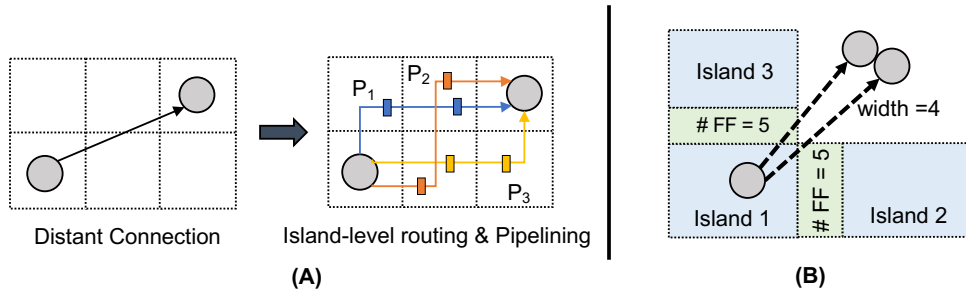 P1
P2
P3
Distant Connection
Island-level routing & Pipelining
(A)
Island 3
# FF = 5
width =4
Island 1
# FF = 5
Island 2
(B)